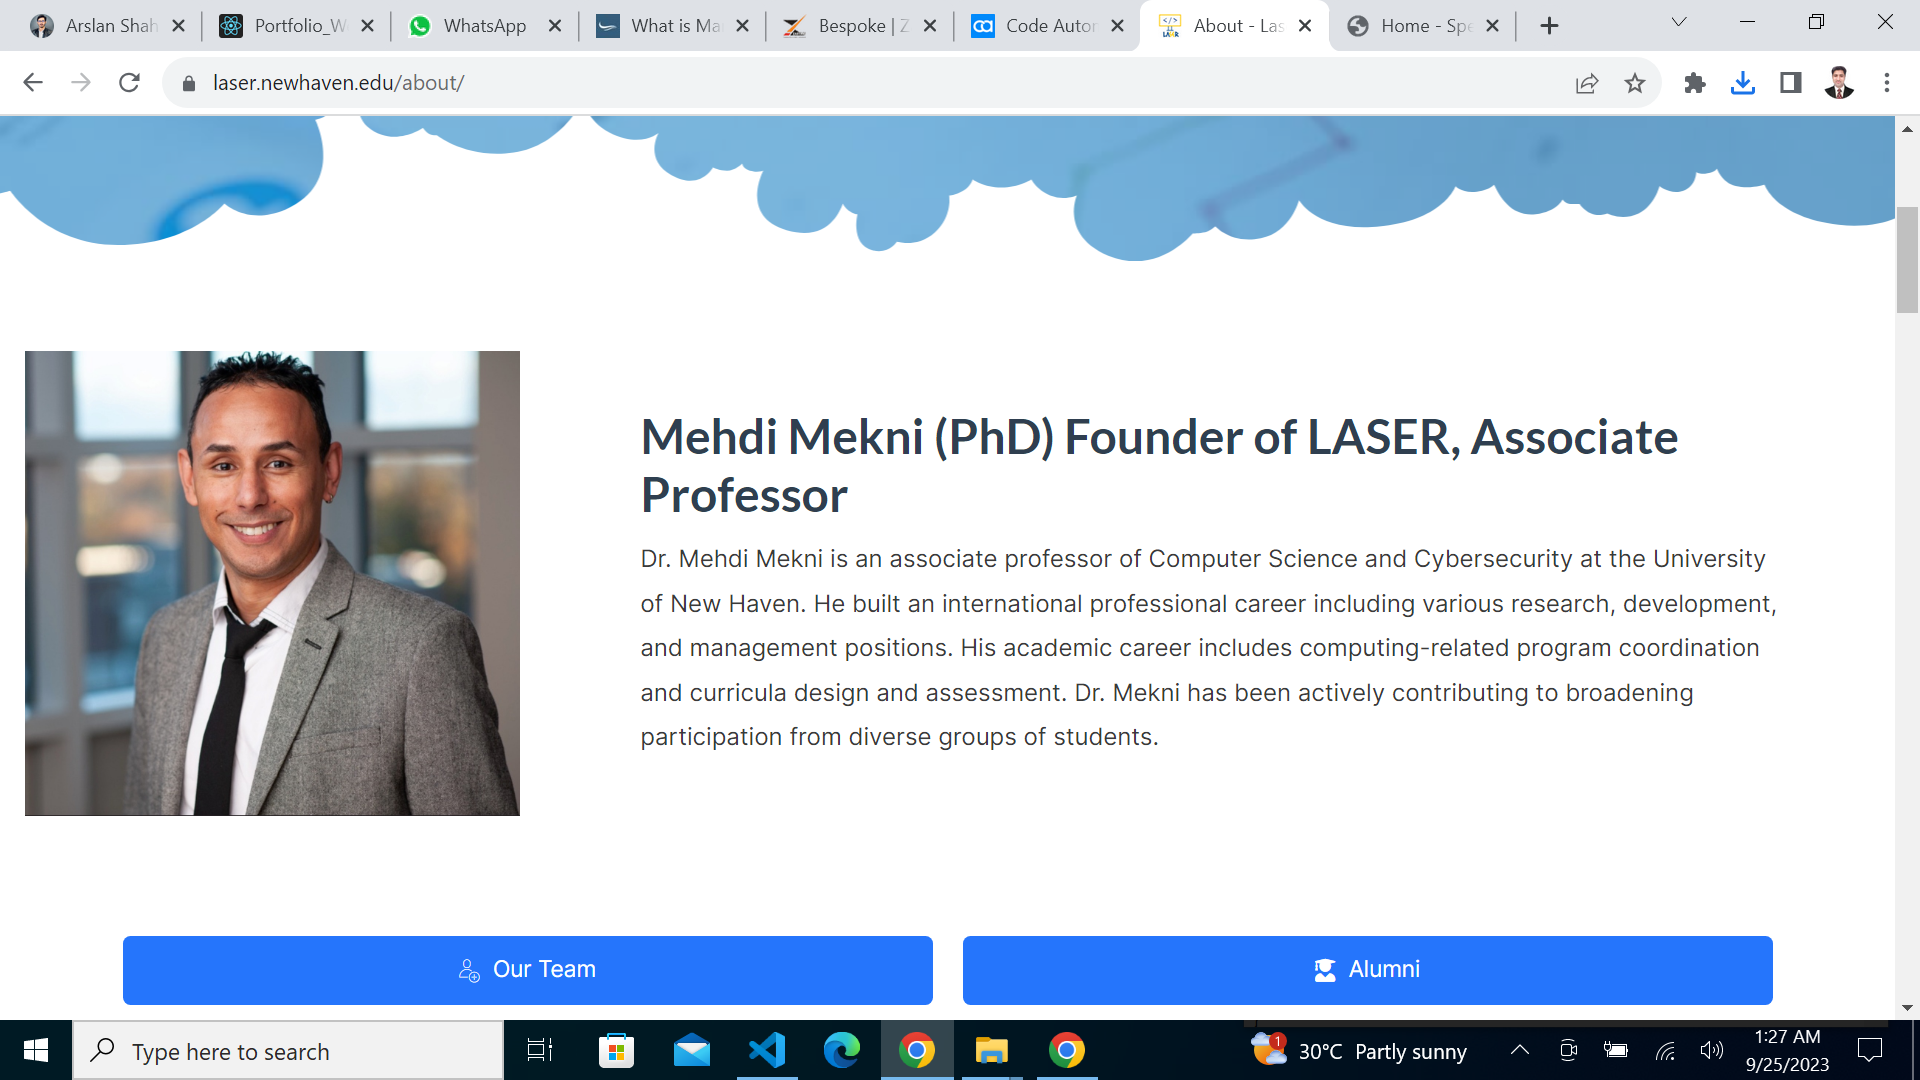 Arslan Shah
Portfolio_W
WhatsApp
What is Ma
Bespoke | Z
Code Autor
About - Las
Home - Spe
laser.newhaven.edu/about/
Mehdi Mekni (PhD) Founder of LASER, Associate
Professor
Dr. Mehdi Mekni is an associate professor of Computer Science and Cybersecurity at the University
of New Haven. He built an international professional career including various research, development,
and management positions. His academic career includes computing-related program coordination
and curricula design and assessment. Dr. Mekni has been actively contributing to broadening
participation from diverse groups of students.
Our Team
Alumni
Type here to search
1
30°C Partly sunny
1:27 AM
9/25/2023